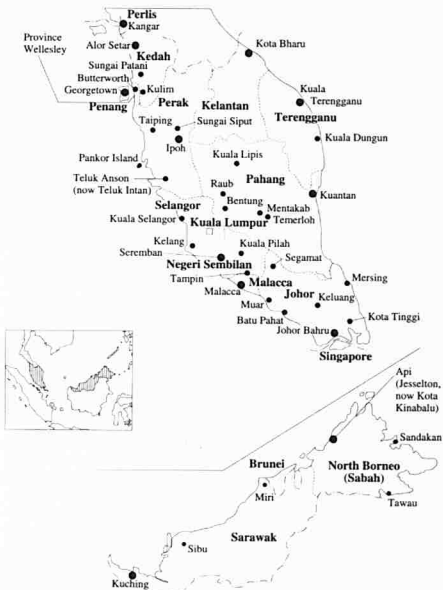 Perlis
Kangar
Province
Wellesley
Alor Setar
Kota Bharu
Kedah
Sungai Patani
Butterworth
Georgetown
Kulim
Kuala
Terengganu
Penang
Perak
Kelantan
Terengganu
Taiping
Sungai Siput
Ipoh
Kuala Dungun
Pankor Island
Kuala Lipis
Teluk Anson
(now Teluk Intan)
Pahang
Raub
Kuantan
Selangor
Bentung
Mentakab
Kuala Selangor
Kuala Lumpur
Temerloh
Kelang
Kuala Pilah
Seremban
Segamat
Negeri Sembilan
Tampin
Malacca
Mersing
Malacca
Johor
Keluang
Muar
Kota Tinggi
Batu Pahat
Johor Bahru
Singapore
Api
(Jesselton,
now Kota
Kinabalu)
Sandakan
Brunei
North Borneo
(Sabah)
Miri
Tawau
Sarawak
Sibu
Kuching